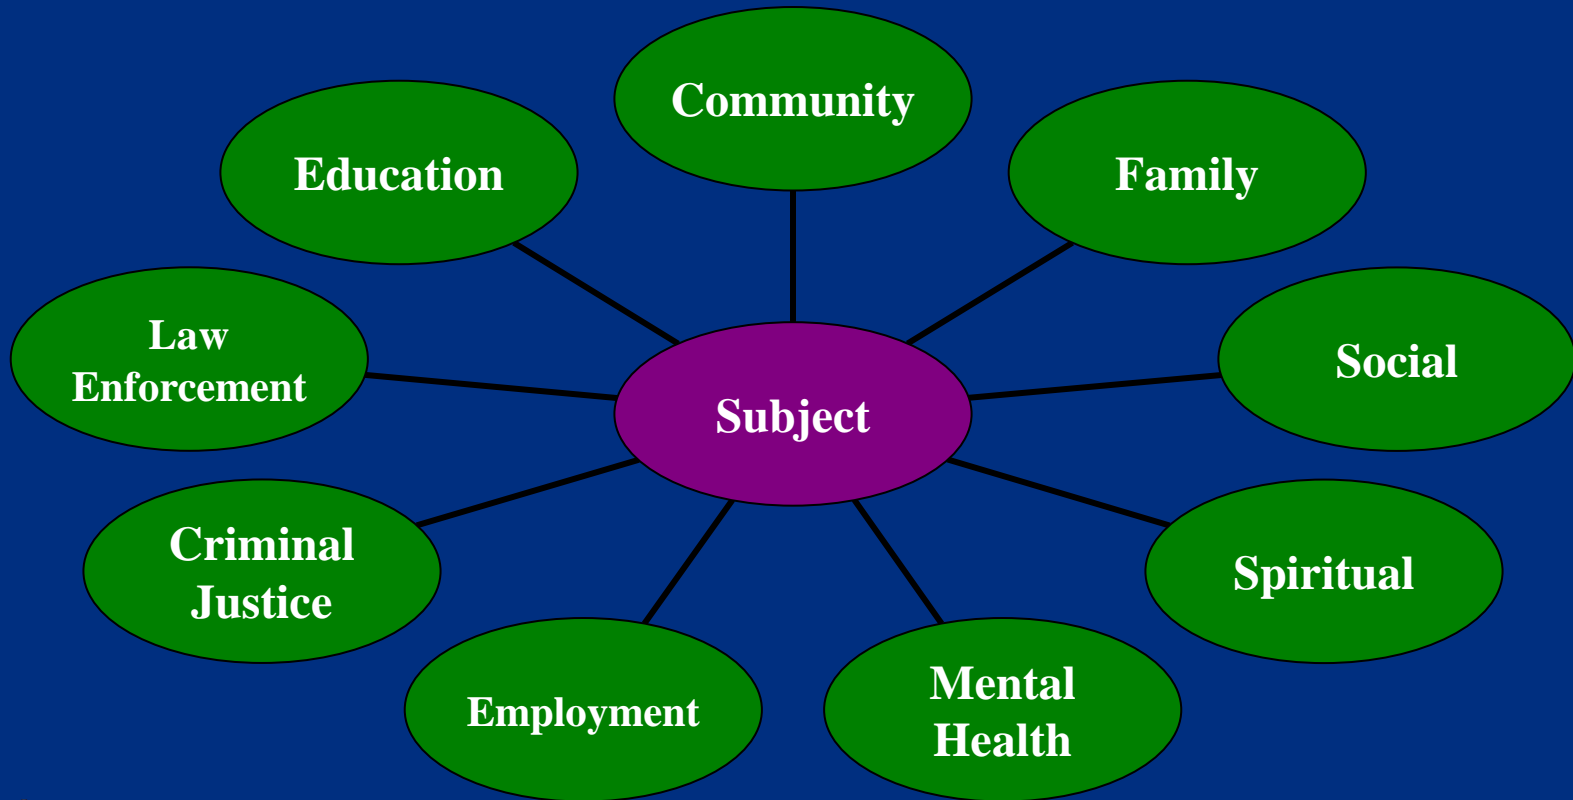 Community
Education
Family
Law
Enforcement
Social
Subject
Criminal
Justice
Spiritual
Employment
Mental
Health